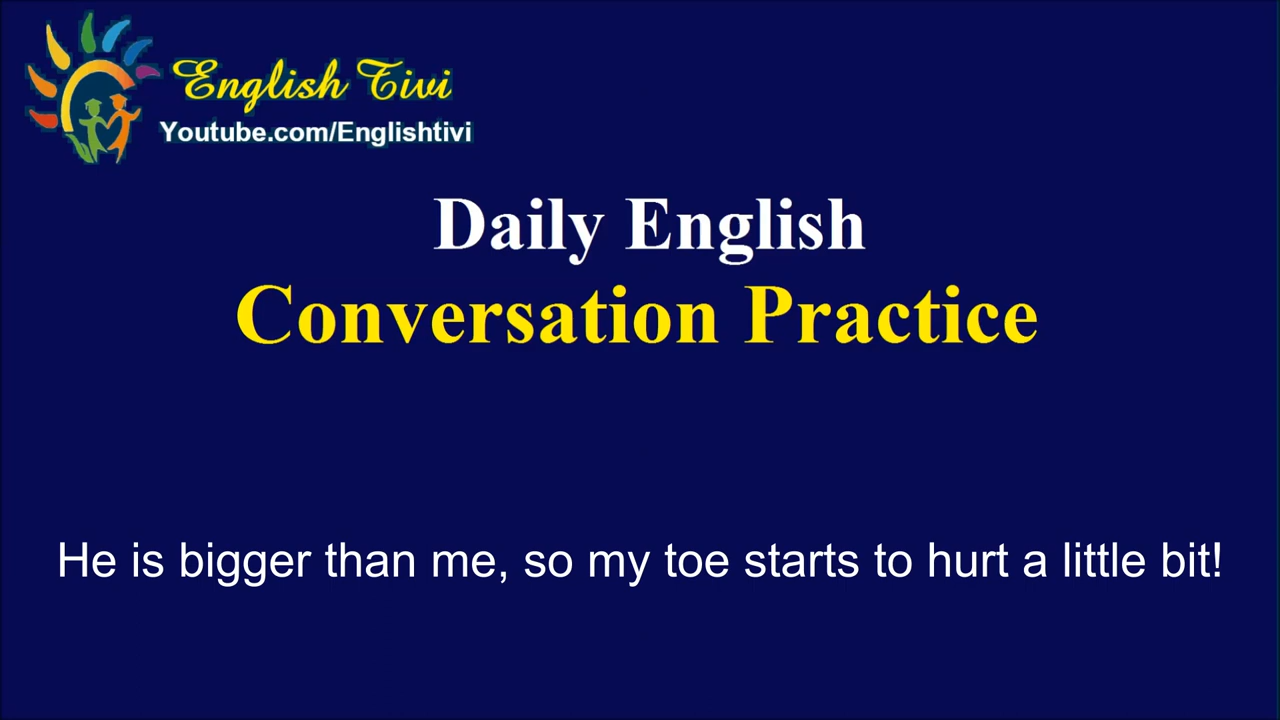 English Tivi
Youtube.com/Englishtivi
Daily English
Conversation Practice
He is bigger than me, so my toe starts to hurt a little bit!